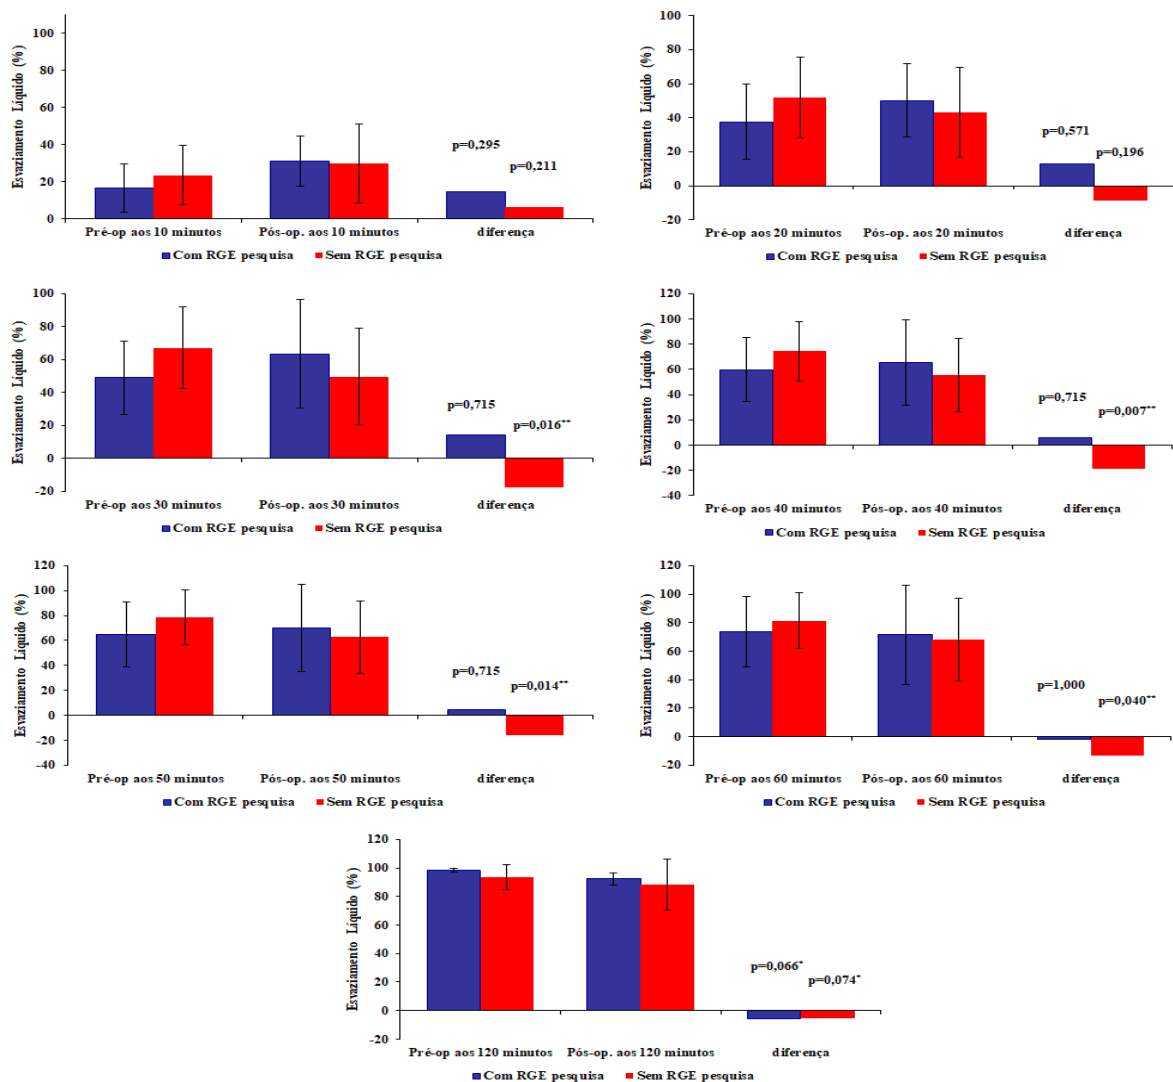 Esvaziamento Líquido (%)
100
80
60
40
20
0
p=0,295
p=0,211
Pré-op aos 10 minutos
Pós-op. aos 10 minutos
diferença
Com RGE pesquisa
Sem RGE pesquisa
Esvaziamento Líquido (%)
100
80
60
40
20
0
-20
p=0,571
p=0,196
Pré-op aos 20 minutos
Pós-op. aos 20 minutos
diferença
Com RGE pesquisa
Sem RGE pesquisa
Esvaziamento Líquido (%)
100
80
60
40
20
0
-20
p=0,715
p=0,016**
Pré-op aos 30 minutos
Pós-op. aos 30 minutos
diferença
Com RGE pesquisa
Sem RGE pesquisa
Esvaziamento Líquido (%)
120
100
80
60
40
20
0
-20
-40
p=0,715
p=0,007**
Pré-op aos 40 minutos
Pós-op. aos 40 minutos
diferença
Com RGE pesquisa
Sem RGE pesquisa
Esvaziamento Líquido (%)
120
100
80
60
40
20
0
-20
-40
p=0,715
p=0,014**
Pré-op aos 50 minutos
Pós-op. aos 50 minutos
diferença
Com RGE pesquisa
Sem RGE pesquisa
Esvaziamento Líquido (%)
120
100
80
60
40
20
0
-20
p=1,000
p=0,040**
Pré-op aos 60 minutos
Pós-op. aos 60 minutos
diferença
Com RGE pesquisa
Sem RGE pesquisa
Esvaziamento Líquido (%)
120
100
80
60
40
20
0
-20
p=0,066*
p=0,074*
Pré-op aos 120 minutos
Pós-op. aos 120 minutos
diferença
Com RGE pesquisa
Sem RGE pesquisa